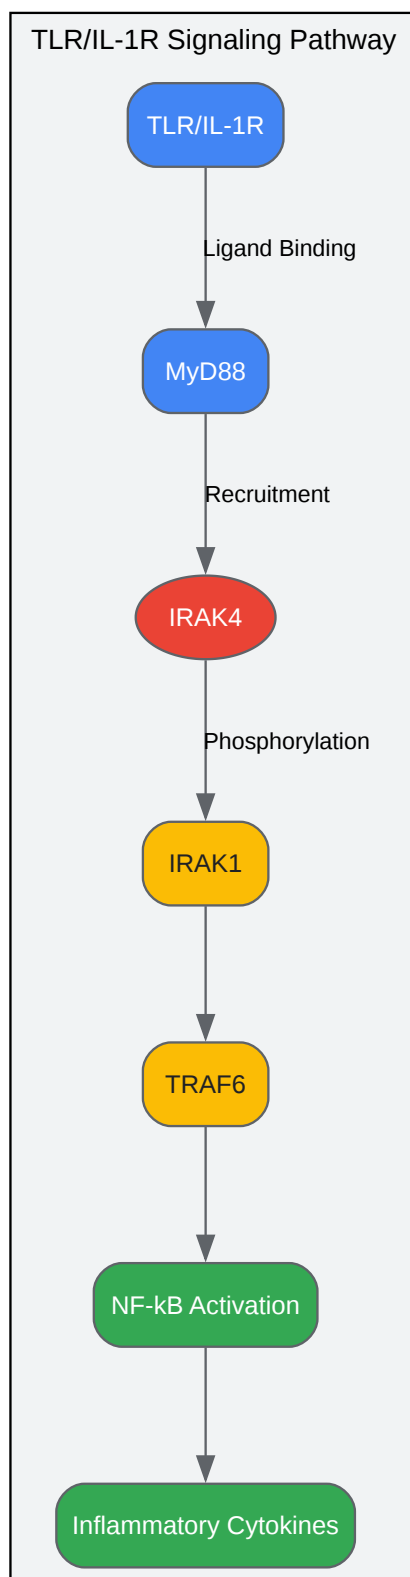 TLR/IL-1R Signaling Pathway
TLR/IL-1R
Ligand Binding
MyD88
Recruitment
IRAK4
Phosphorylation
IRAK1
TRAF6
NF-kB Activation
Inflammatory Cytokines